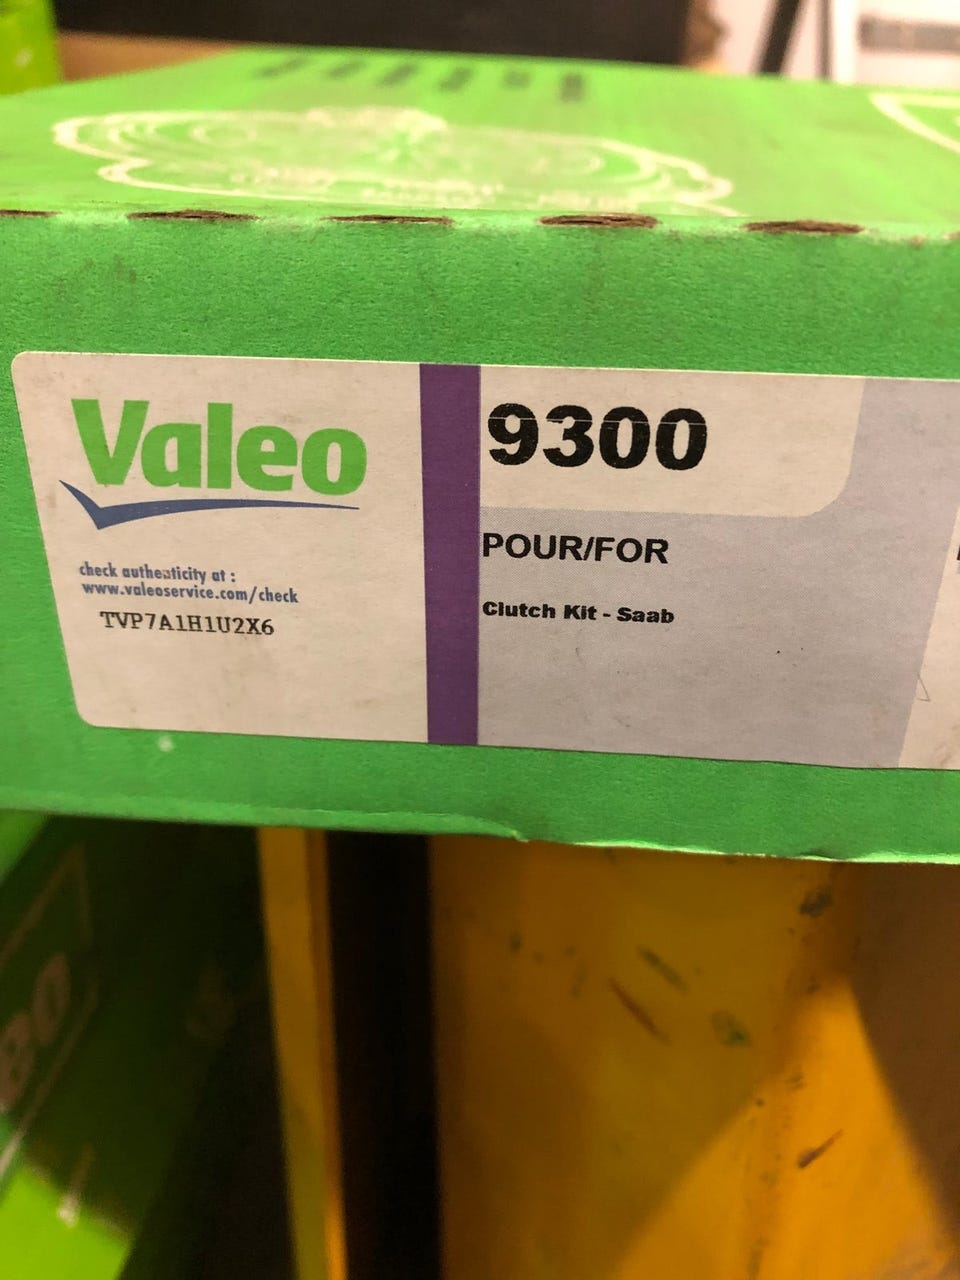 Valeo
check authenticity at :
www.valeoservice.com/check
TVP7A1H1U2X6
9300
POUR/FOR
Clutch Kit - Saab